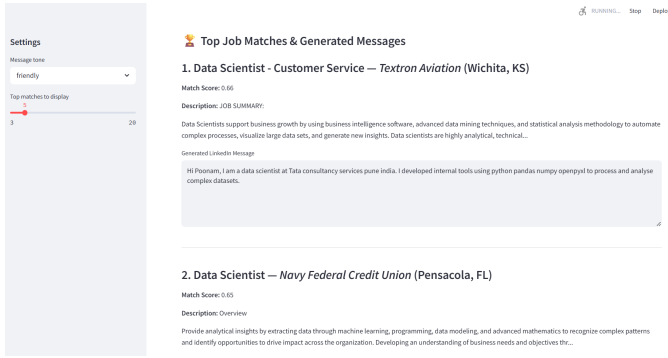 RUNNING... Stop Deplo
Settings
Message tone
friendly
Top matches to display
5
3 20
🏆 Top Job Matches & Generated Messages
1. Data Scientist - Customer Service — Textron Aviation (Wichita, KS)
Match Score: 0.66
Description: JOB SUMMARY:
Data Scientists support business growth by using business intelligence software, advanced data mining techniques, and statistical analysis methodology to automate
complex processes, visualize large data sets, and generate new insights. Data scientists are highly analytical, technical...
Generated LinkedIn Message
Hi Poonam, I am a data scientist at Tata consultancy services pune india. I developed internal tools using python pandas numpy openpyxl to process and analyse
complex datasets.
2. Data Scientist — Navy Federal Credit Union (Pensacola, FL)
Match Score: 0.65
Description: Overview
Provide analytical insights by extracting data through machine learning, programming, data modeling, and advanced mathematics to recognize complex patterns
and identify opportunities to drive impact across the organization. Developing an understanding of business needs and objectives thr...